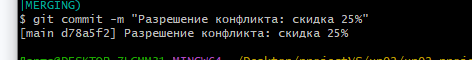 (MERGING)
$ git commit -m "Разрешение конфликта: скидка 25%"
[main d78a5f2] Разрешение конфликта: скидка 25%